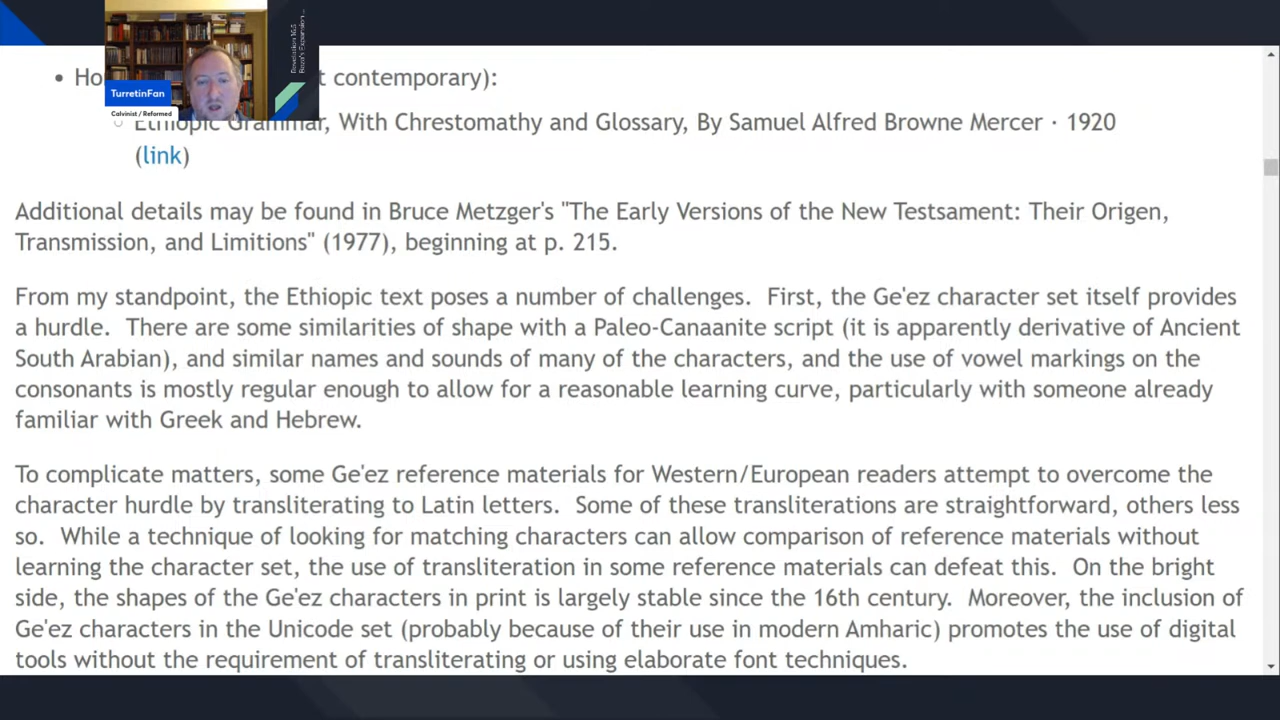 Revelation 16:5
Beza's Expansion ...
TurretinFan
Calvinist / Reformed
• Ho t contemporary):
Ethiopic Grammar, With Chrestomathy and Glossary, By Samuel Alfred Browne Mercer · 1920
(link)
Additional details may be found in Bruce Metzger's "The Early Versions of the New Testsament: Their Origen,
Transmission, and Limitions" (1977), beginning at p. 215.
From my standpoint, the Ethiopic text poses a number of challenges. First, the Ge'ez character set itself provides
a hurdle. There are some similarities of shape with a Paleo-Canaanite script (it is apparently derivative of Ancient
South Arabian), and similar names and sounds of many of the characters, and the use of vowel markings on the
consonants is mostly regular enough to allow for a reasonable learning curve, particularly with someone already
familiar with Greek and Hebrew.
To complicate matters, some Ge'ez reference materials for Western/European readers attempt to overcome the
character hurdle by transliterating to Latin letters. Some of these transliterations are straightforward, others less
so. While a technique of looking for matching characters can allow comparison of reference materials without
learning the character set, the use of transliteration in some reference materials can defeat this. On the bright
side, the shapes of the Ge'ez characters in print is largely stable since the 16th century. Moreover, the inclusion of
Ge'ez characters in the Unicode set (probably because of their use in modern Amharic) promotes the use of digital
tools without the requirement of transliterating or using elaborate font techniques.